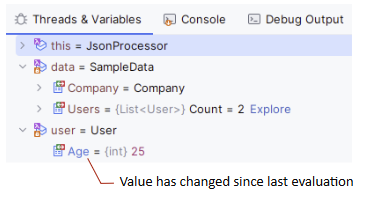 Threads & Variables Console Debug Output
this = JsonProcessor
data = SampleData
Company = Company
Users = {List<User>} Count = 2 Explore
user = User
Age = {int} 25
Value has changed since last evaluation